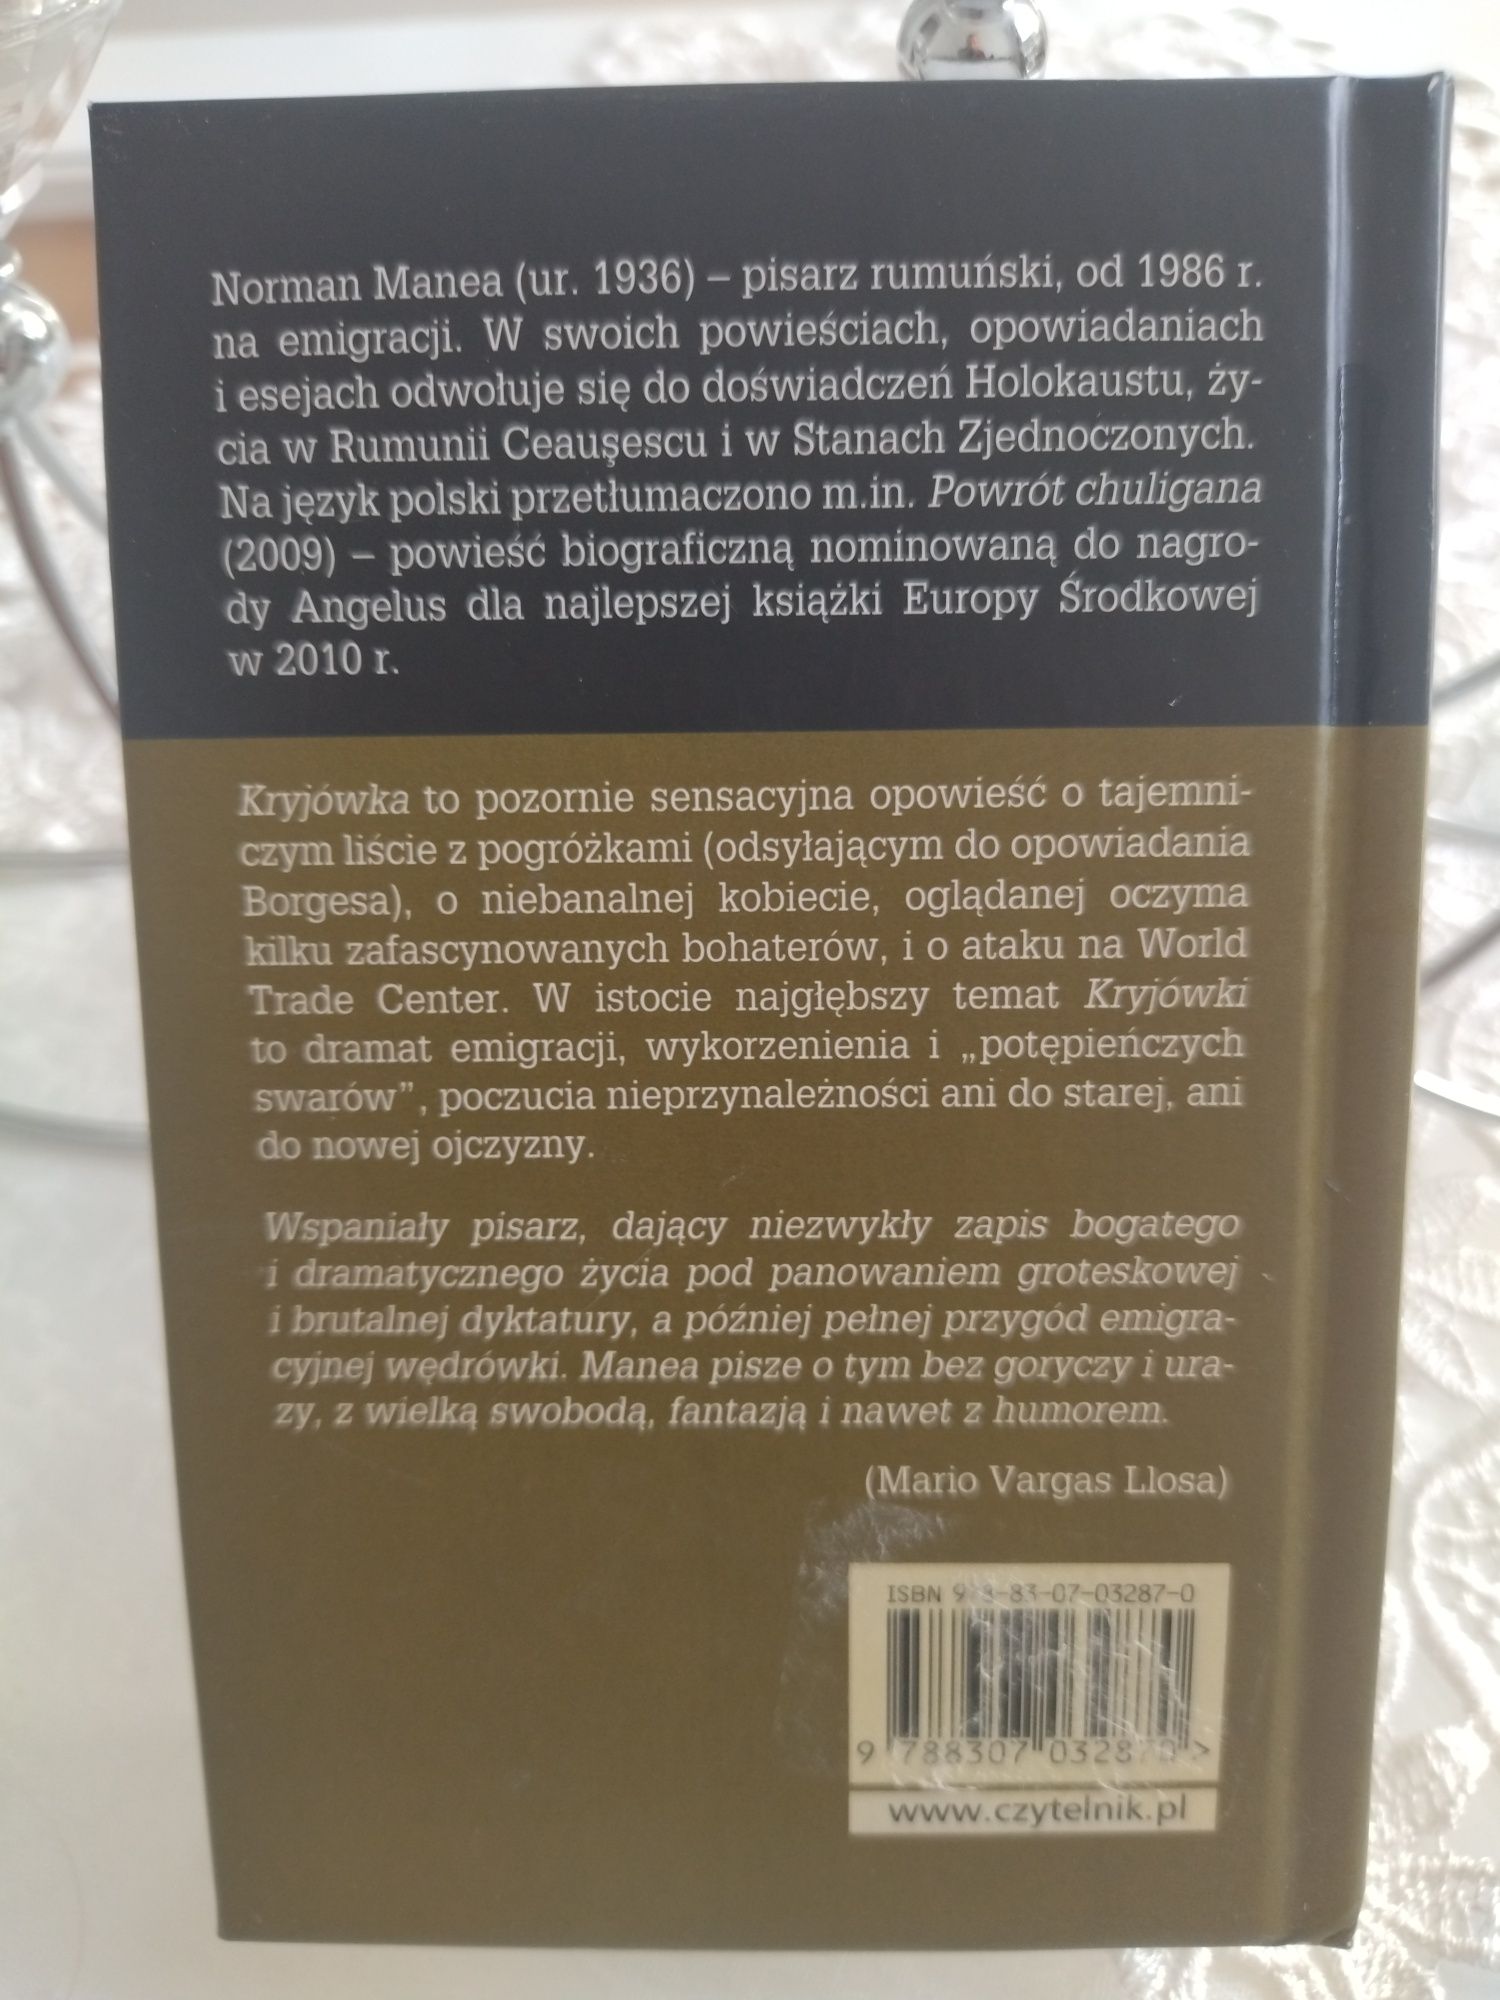 Norman Manea (ur. 1936) – pisarz rumuński, od 1986 r.
na emigracji. W swoich powieściach, opowiadaniach
i esejach odwołuje się do doświadczeń Holokaustu, ży-
cia w Rumunii Ceauşescu i w Stanach Zjednoczonych.
Na język polski przetłumaczono m.in. Powrót chuligana
(2009) – powieść biograficzną nominowaną do nagro-
dy Angelus dla najlepszej książki Europy Środkowej
w 2010 r.
Kryjówka to pozornie sensacyjna opowieść o tajemni-
czym liście z pogróżkami (odsyłającym do opowiadania
Borgesa), o niebanalnej kobiecie, oglądanej oczyma
kilku zafascynowanych bohaterów, i o ataku na World
Trade Center. W istocie najgłębszy temat Kryjówki
to dramat emigracji, wykorzenienia i „potępieńczych
swarów”, poczucia nieprzynależności ani do starej, ani
do nowej ojczyzny.
Wspaniały pisarz, dający niezwykły zapis bogatego
i dramatycznego życia pod panowaniem groteskowej
i brutalnej dyktatury, a później pełnej przygód emigra-
cyjnej wędrówki. Manea pisze o tym bez goryczy i ura-
zy, z wielką swobodą, fantazją i nawet z humorem.
(Mario Vargas Llosa)
ISBN 978-83-07-03287-0
9 788307 032870 >
www.czytelnik.pl